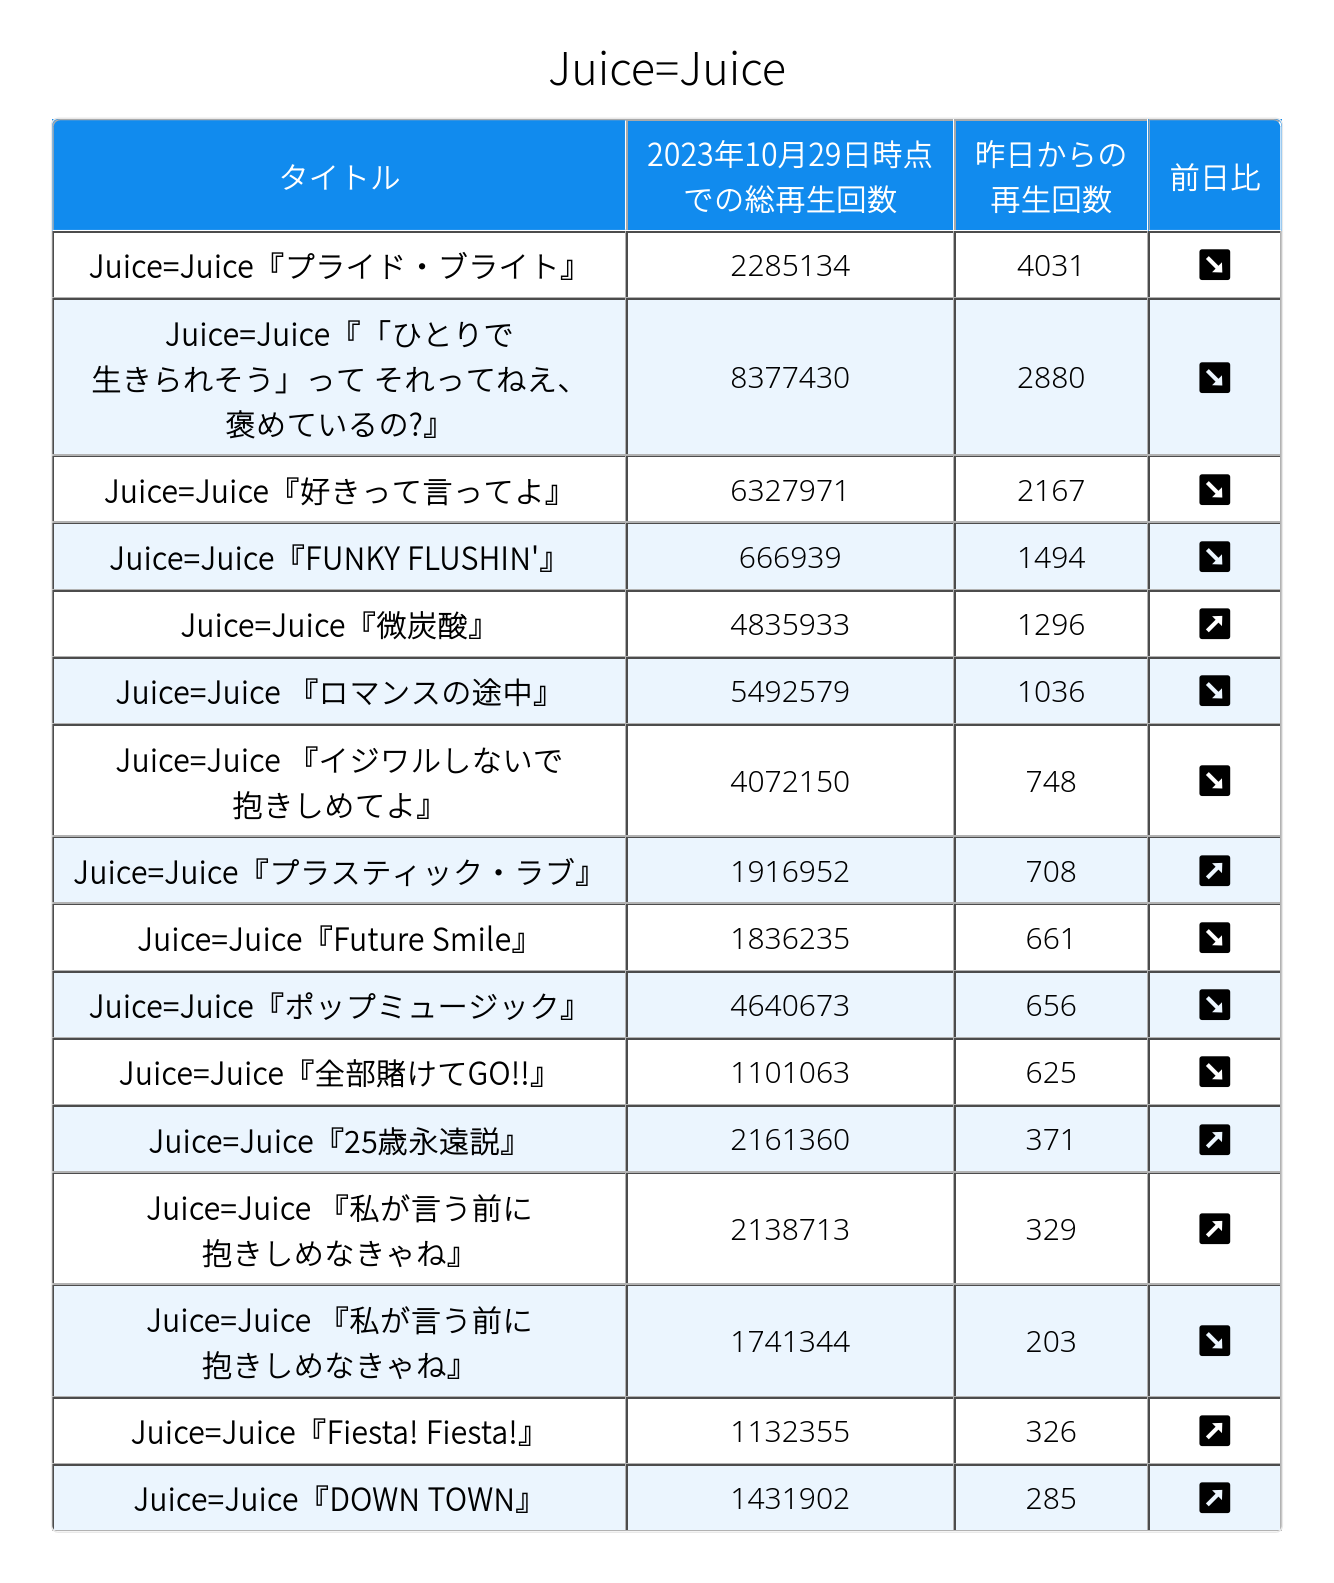 Juice=Juice
タイトル
2023年10月29日時点
での総再生回数
昨日からの
再生回数
前日比
Juice=Juice『プライド・ブライト』 2285134 4031 ↘
Juice=Juice『「ひとりで
生きられそう」って それってねえ、
褒めているの?』
8377430 2880 ↘
Juice=Juice『好きって言ってよ』 6327971 2167 ↘
Juice=Juice『FUNKY FLUSHIN'』 666939 1494 ↘
Juice=Juice『微炭酸』 4835933 1296 ↗
Juice=Juice 『ロマンスの途中』 5492579 1036 ↘
Juice=Juice 『イジワルしないで
抱きしめてよ』
4072150 748 ↘
Juice=Juice『プラスティック・ラブ』 1916952 708 ↗
Juice=Juice『Future Smile』 1836235 661 ↘
Juice=Juice『ポップミュージック』 4640673 656 ↘
Juice=Juice『全部賭けてGO!!』 1101063 625 ↘
Juice=Juice『25歳永遠説』 2161360 371 ↗
Juice=Juice 『私が言う前に
抱きしめなきゃね』
2138713 329 ↗
Juice=Juice 『私が言う前に
抱きしめなきゃね』
1741344 203 ↘
Juice=Juice『Fiesta! Fiesta!』 1132355 326 ↗
Juice=Juice『DOWN TOWN』 1431902 285 ↗